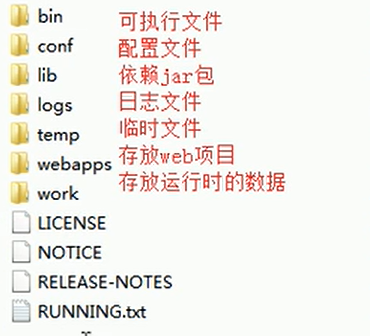 bin 可执行文件
conf 配置文件
lib 依赖jar包
logs 日志文件
temp 临时文件
webapps 存放web项目
work 存放运行时的数据
LICENSE
NOTICE
RELEASE-NOTES
RUNNING.txt